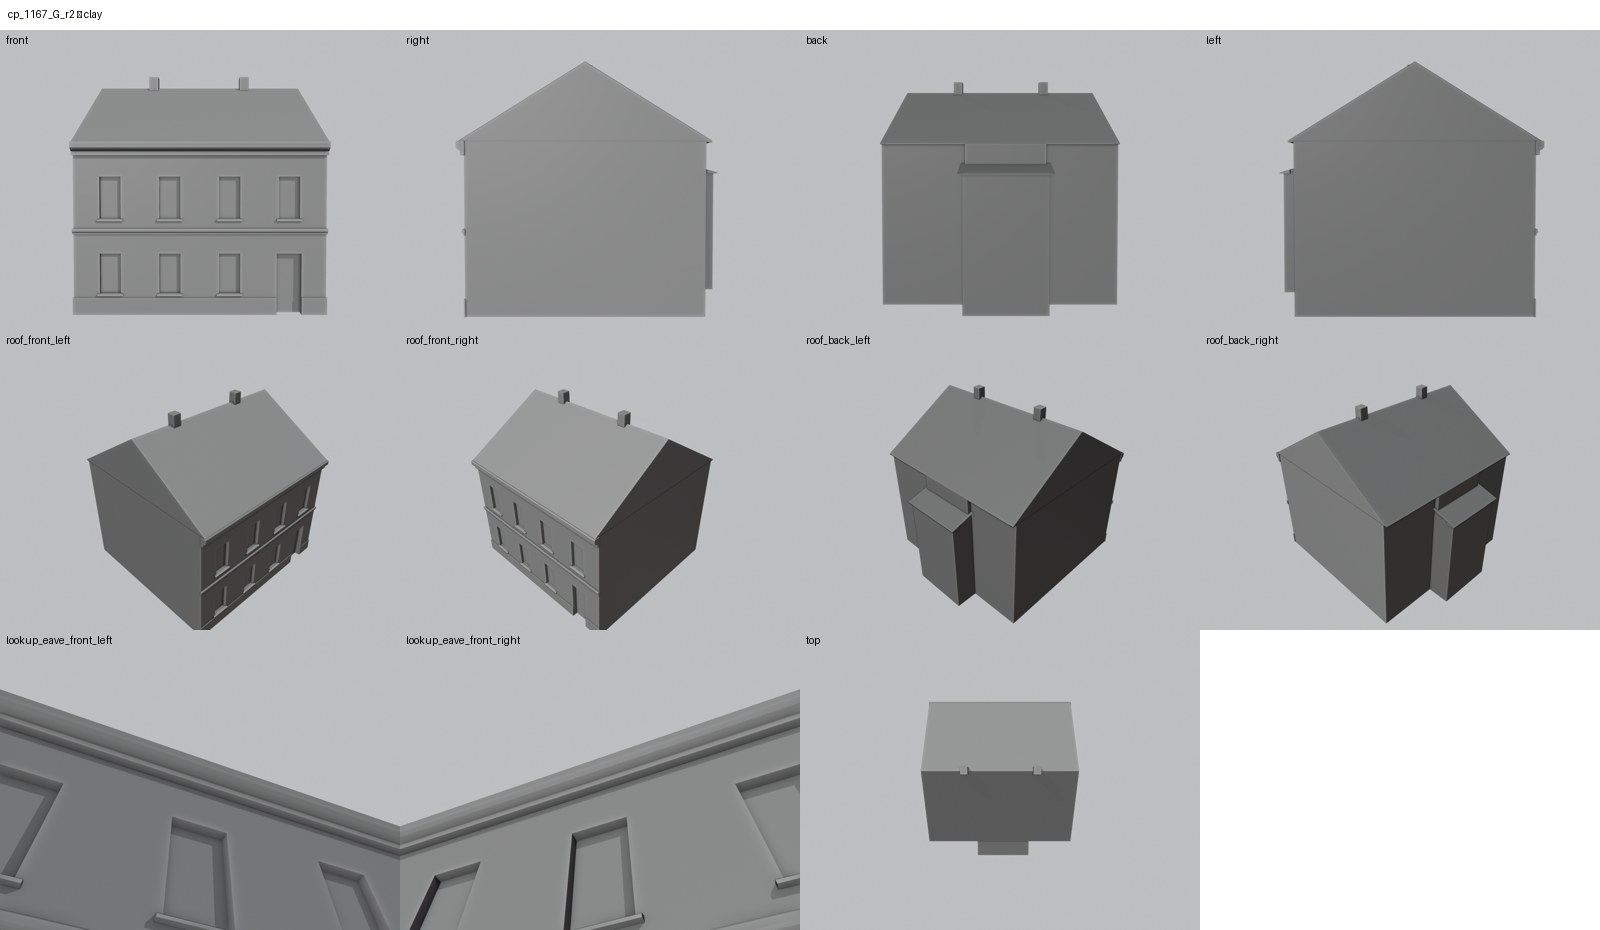 cp_1167_G_r2 clay
front
right
back
left
roof_front_left
roof_front_right
roof_back_left
roof_back_right
lookup_eave_front_left
lookup_eave_front_right
top